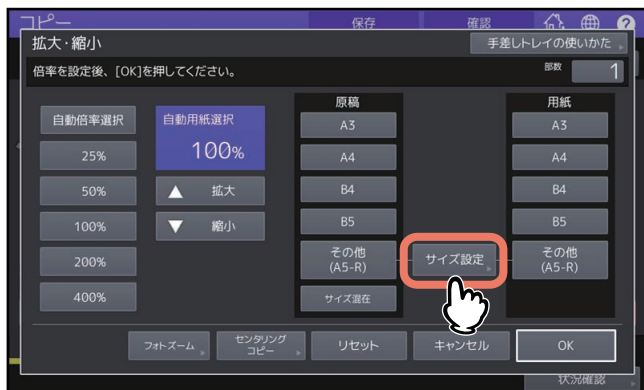 コピー
保存
確認
?
拡大・縮小
手差しトレイの使いかた
倍率を設定後、[OK]を押してください。
部数
1
原稿
用紙
自動倍率選択
自動用紙選択
A3
A3
100%
25%
A4
A4
50%
拡大
B4
B4
100%
縮小
B5
B5
200%
その他
(A5-R)
サイズ設定
その他
(A5-R)
400%
サイズ混在
フォトズーム
センタリング
コピー
リセット
キャンセル
OK
状況確認